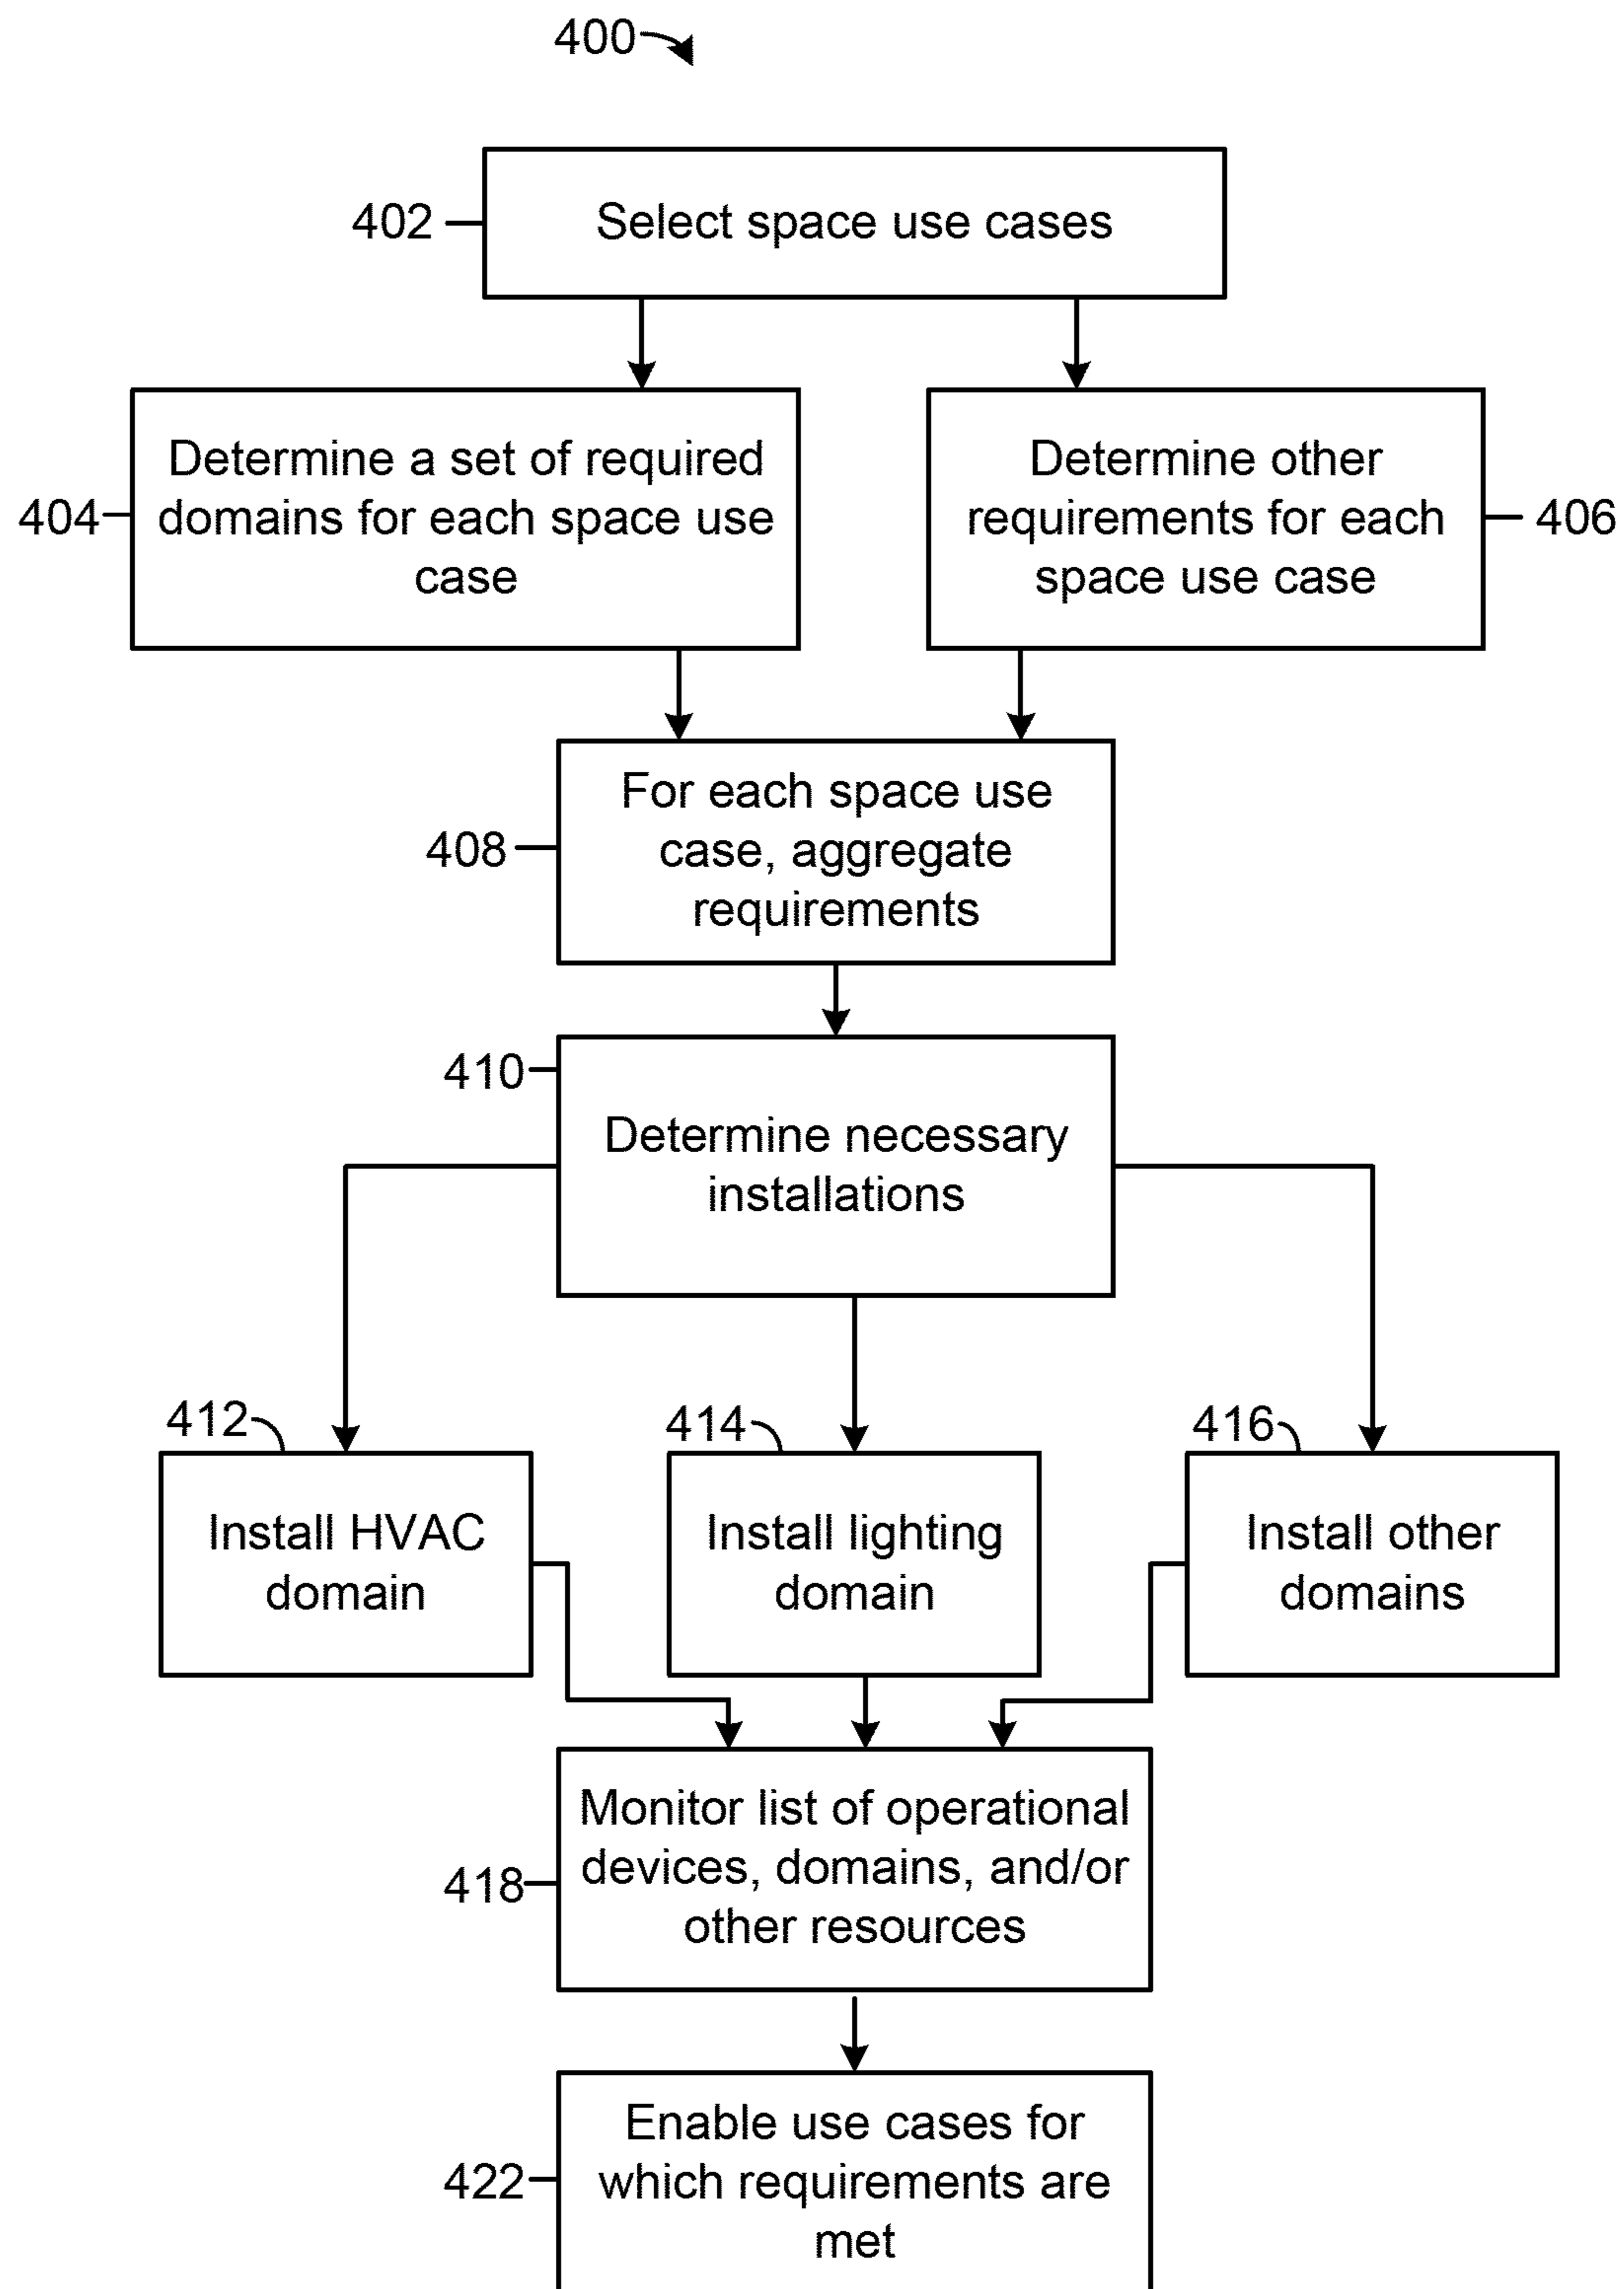 400
402
Select space use cases
404
Determine a set of required
domains for each space use
case
Determine other
requirements for each
space use case
406
408
For each space use
case, aggregate
requirements
410
Determine necessary
installations
412
Install HVAC
domain
414
Install lighting
domain
416
Install other
domains
418
Monitor list of operational
devices, domains, and/or
other resources
422
Enable use cases for
which requirements are
met